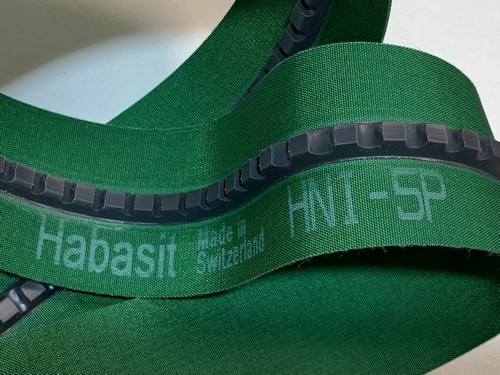 Habasit
Made in
Switzerland
HNI-5P